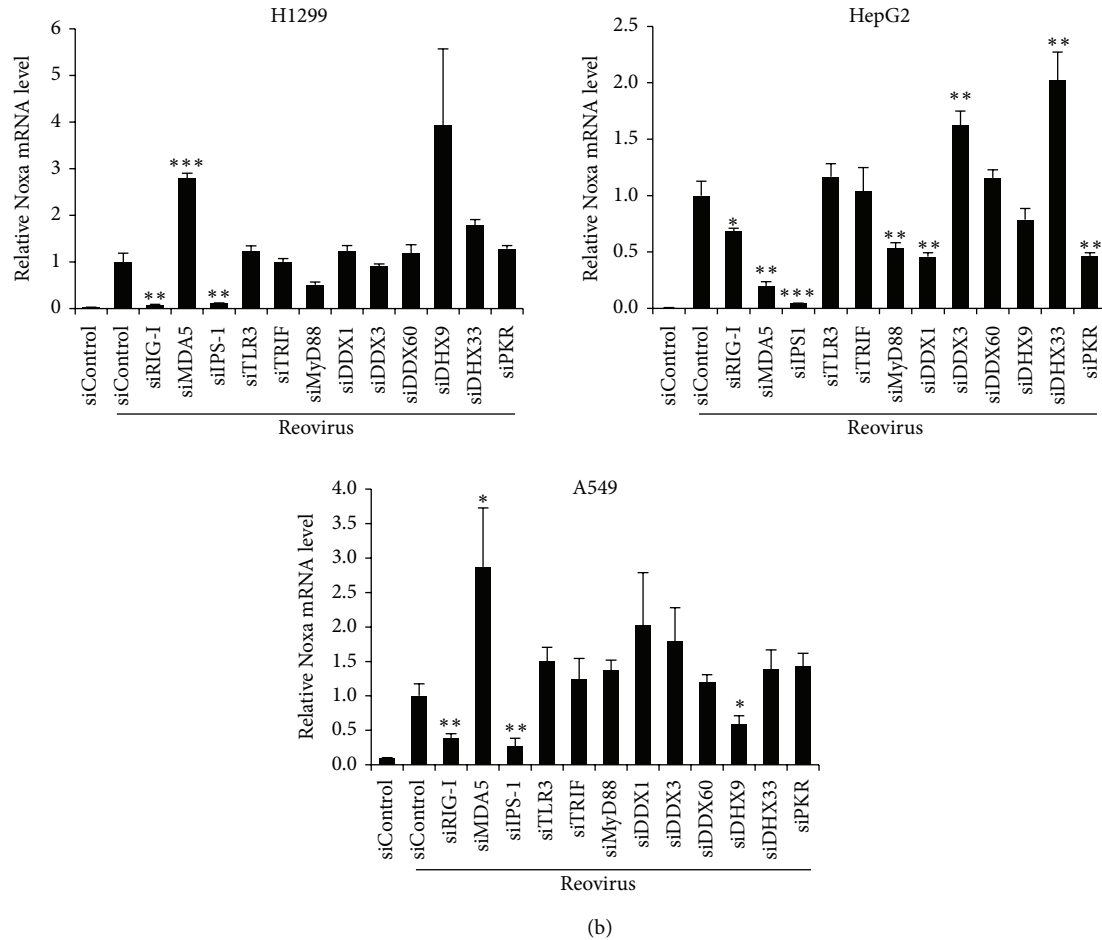 H1299
Relative Noxa mRNA level
6
5
4
3
2
1
0
***
**
**
siControl
siControl
siRIG-I
siMDA5
siIPS-1
siTLR3
siTRIF
siMyD88
siDDX1
siDDX3
siDDX60
siDHX9
siDHX33
siPKR
Reovirus
HepG2
Relative Noxa mRNA level
2.5
2.0
1.5
1.0
0.5
0.0
*
**
***
**
**
**
**
**
siControl
siControl
siRIG-I
siMDA5
siIPS1
siTLR3
siTRIF
siMyD88
siDDX1
siDDX3
siDDX60
siDHX9
siDHX33
siPKR
Reovirus
A549
Relative Noxa mRNA level
4.0
3.5
3.0
2.5
2.0
1.5
1.0
0.5
0.0
**
*
**
*
siControl
siControl
siRIG-I
siMDA5
siIPS-1
siTLR3
siTRIF
siMyD88
siDDX1
siDDX3
siDDX60
siDHX9
siDHX33
siPKR
Reovirus
(b)